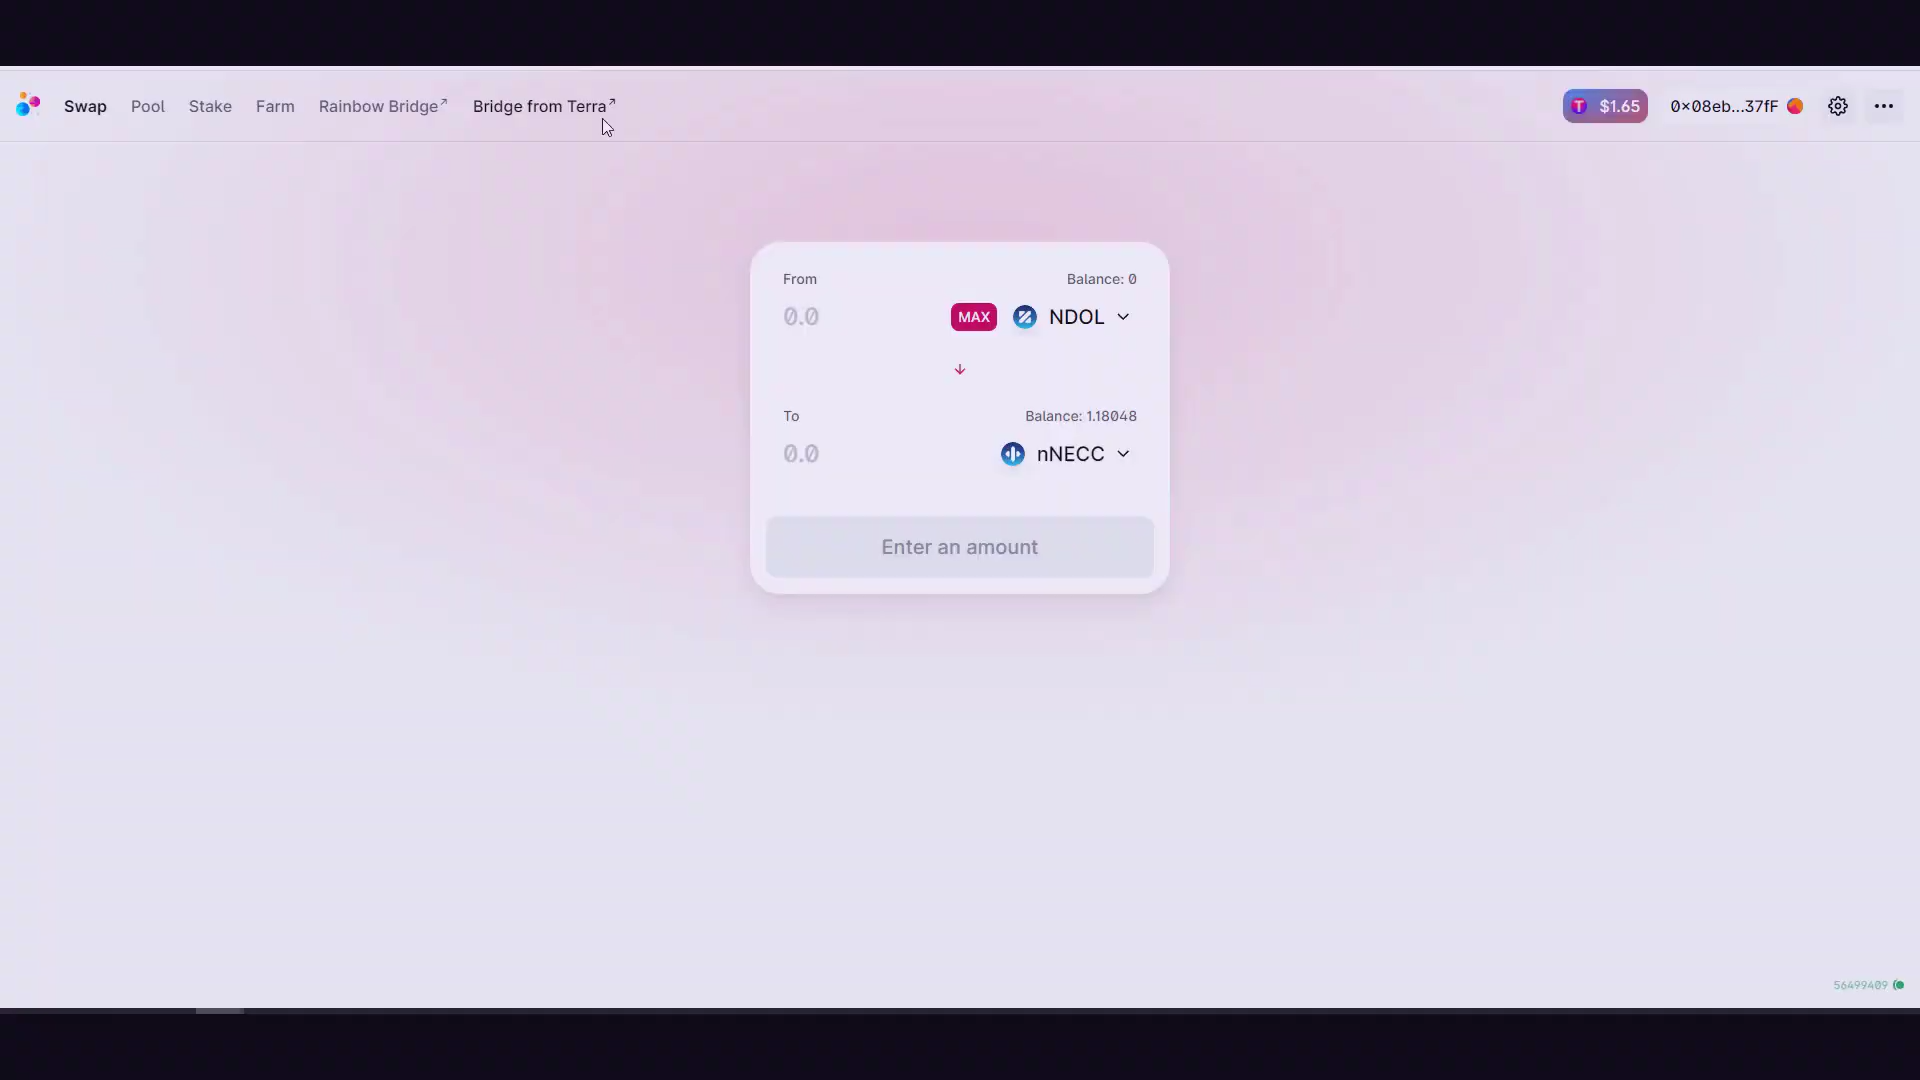 Swap Pool Stake Farm Rainbow Bridge↗ Bridge from Terra↗ T $1.65 0x08eb...37fF
From Balance: 0
0.0 MAX NDOL
To Balance: 1.18048
0.0 nNECC
Enter an amount
56499409